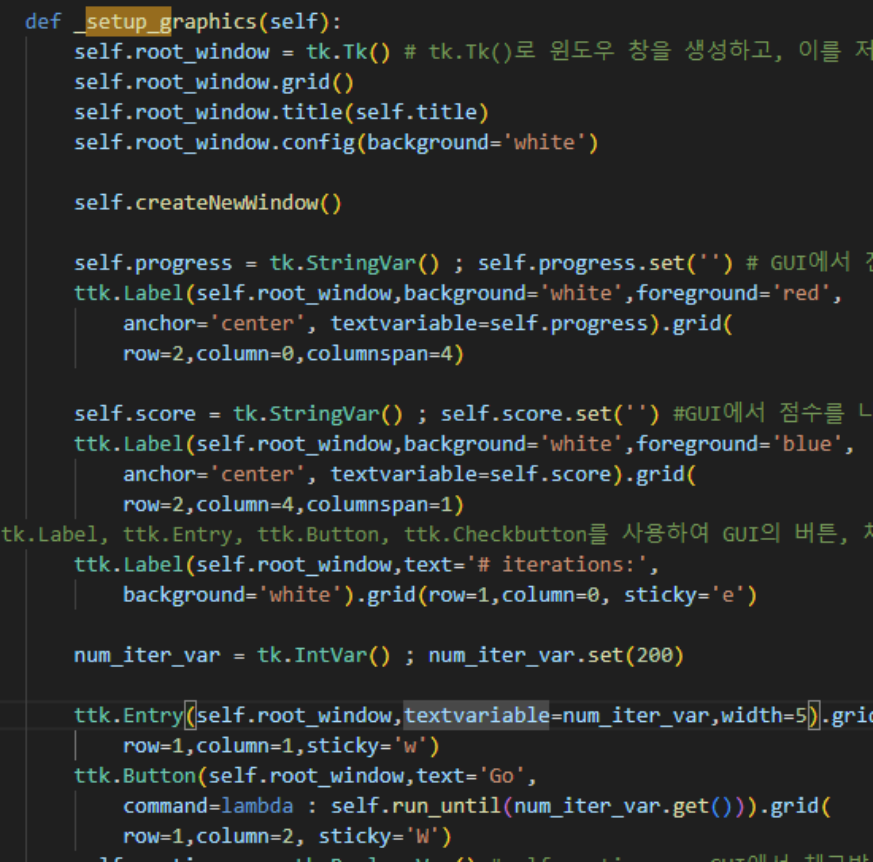 def _setup_graphics(self):
self.root_window = tk.Tk() # tk.Tk()로 윈도우 창을 생성하고, 이를
self.root_window.grid()
self.root_window.title(self.title)
self.root_window.config(background='white')
self.createNewWindow()
self.progress = tk.StringVar() ; self.progress.set('') # GUI에서
ttk.Label(self.root_window,background='white',foreground='red',
anchor='center', textvariable=self.progress).grid(
row=2,column=0,columnspan=4)
self.score = tk.StringVar() ; self.score.set('') #GUI에서 점수를
ttk.Label(self.root_window,background='white',foreground='blue',
anchor='center', textvariable=self.score).grid(
row=2,column=4,columnspan=1)
tk.Label, ttk.Entry, ttk.Button, ttk.Checkbutton를 사용하여 GUI의 버튼,
ttk.Label(self.root_window,text='# iterations:',
background='white').grid(row=1,column=0, sticky='e')
num_iter_var = tk.IntVar() ; num_iter_var.set(200)
ttk.Entry(self.root_window,textvariable=num_iter_var,width=5).grid
row=1,column=1,sticky='w')
ttk.Button(self.root_window,text='Go',
command=lambda : self.run_until(num_iter_var.get())).grid(
row=1,column=2, sticky='W')